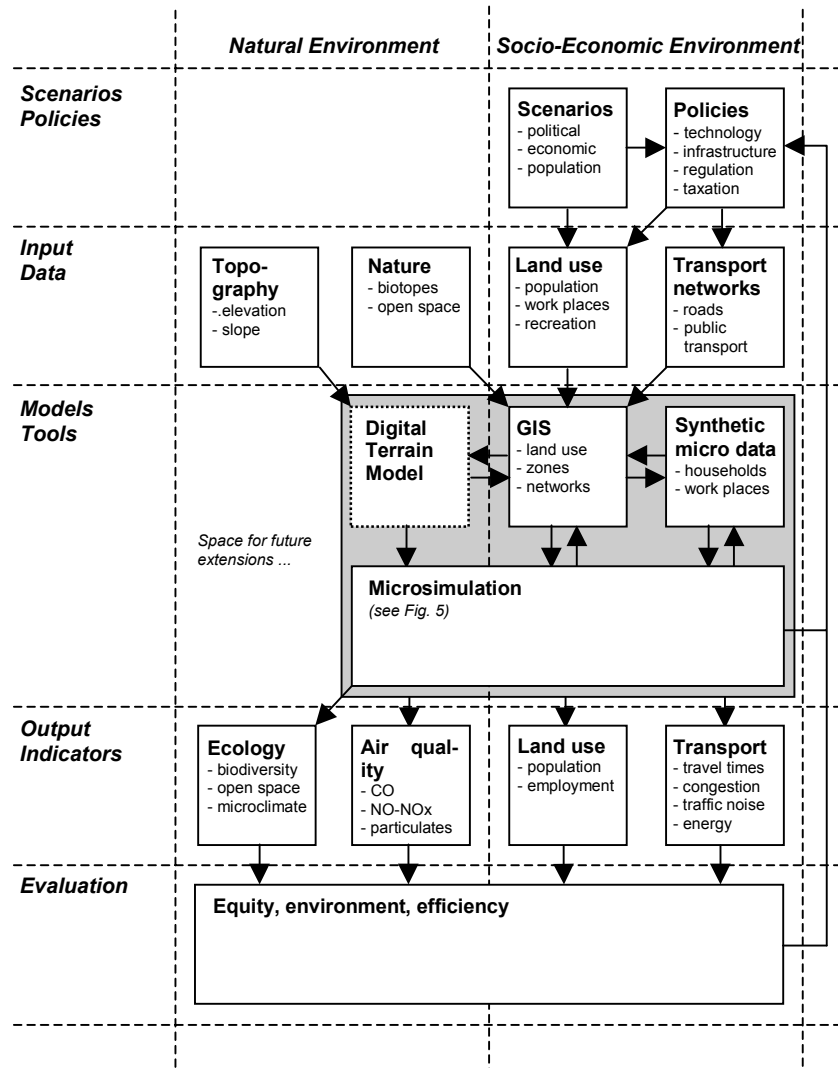 Natural Environment
Socio-Economic Environment
Scenarios
Policies
Scenarios
- political
- economic
- population
Policies
- technology
- infrastructure
- regulation
- taxation
Input
Data
Topo-
graphy
-.elevation
- slope
Nature
- biotopes
- open space
Land use
- population
- work places
- recreation
Transport
networks
- roads
- public
transport
Models
Tools
Digital
Terrain
Model
GIS
- land use
- zones
- networks
Synthetic
micro data
- households
- work places
Space for future
extensions ...
Microsimulation
(see Fig. 5)
Output
Indicators
Ecology
- biodiversity
- open space
- microclimate
Air qual-
ity
- CO
- NO-NOx
- particulates
Land use
- population
- employment
Transport
- travel times
- congestion
- traffic noise
- energy
Evaluation
Equity, environment, efficiency